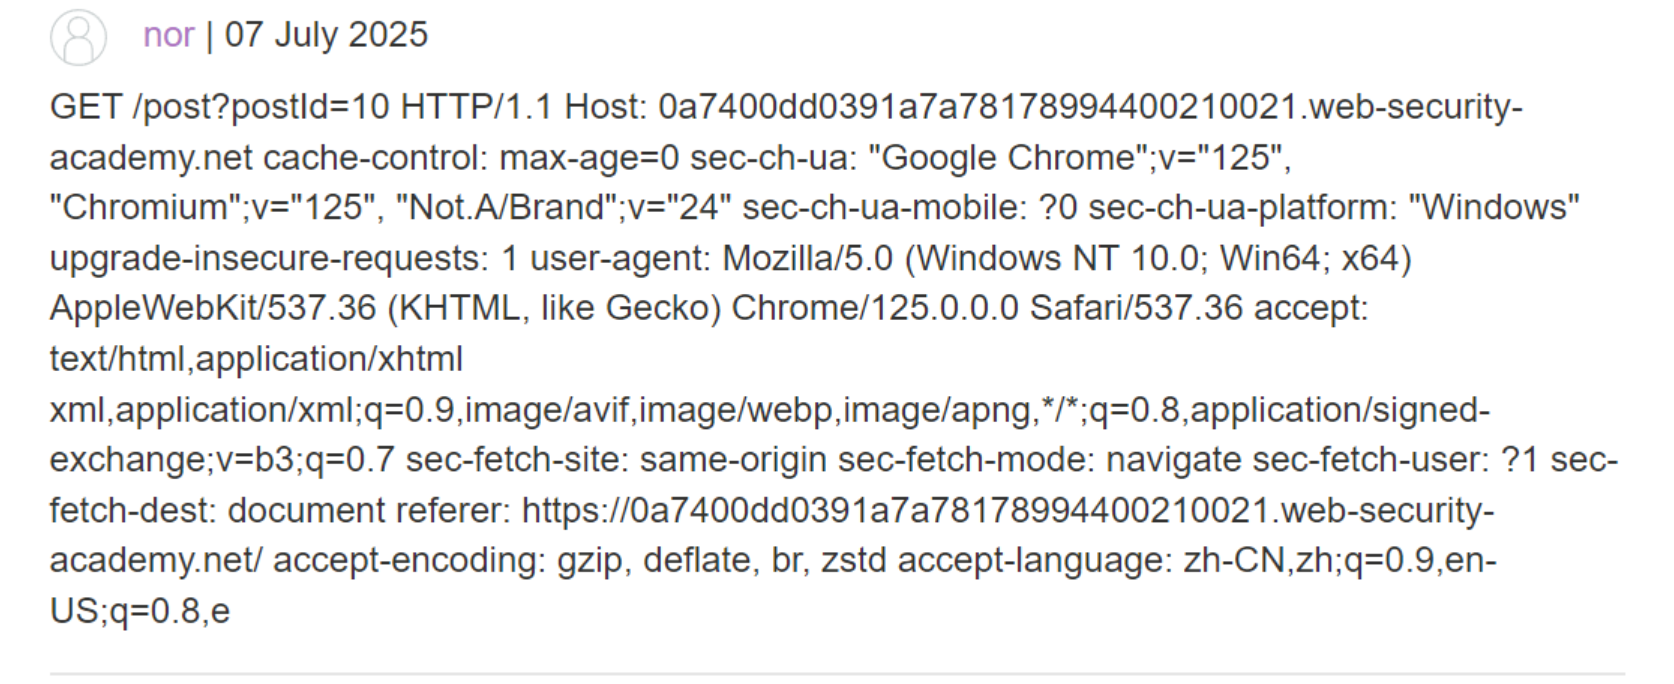 nor | 07 July 2025
GET /post?postId=10 HTTP/1.1 Host: 0a7400dd0391a7a78178994400210021.web-security-
academy.net cache-control: max-age=0 sec-ch-ua: "Google Chrome";v="125",
"Chromium";v="125", "Not.A/Brand";v="24" sec-ch-ua-mobile: ?0 sec-ch-ua-platform: "Windows"
upgrade-insecure-requests: 1 user-agent: Mozilla/5.0 (Windows NT 10.0; Win64; x64)
AppleWebKit/537.36 (KHTML, like Gecko) Chrome/125.0.0.0 Safari/537.36 accept:
text/html,application/xhtml
xml,application/xml;q=0.9,image/avif,image/webp,image/apng,*/*;q=0.8,application/signed-
exchange;v=b3;q=0.7 sec-fetch-site: same-origin sec-fetch-mode: navigate sec-fetch-user: ?1 sec-
fetch-dest: document referer: https://0a7400dd0391a7a78178994400210021.web-security-
academy.net/ accept-encoding: gzip, deflate, br, zstd accept-language: zh-CN,zh;q=0.9,en-
US;q=0.8,e